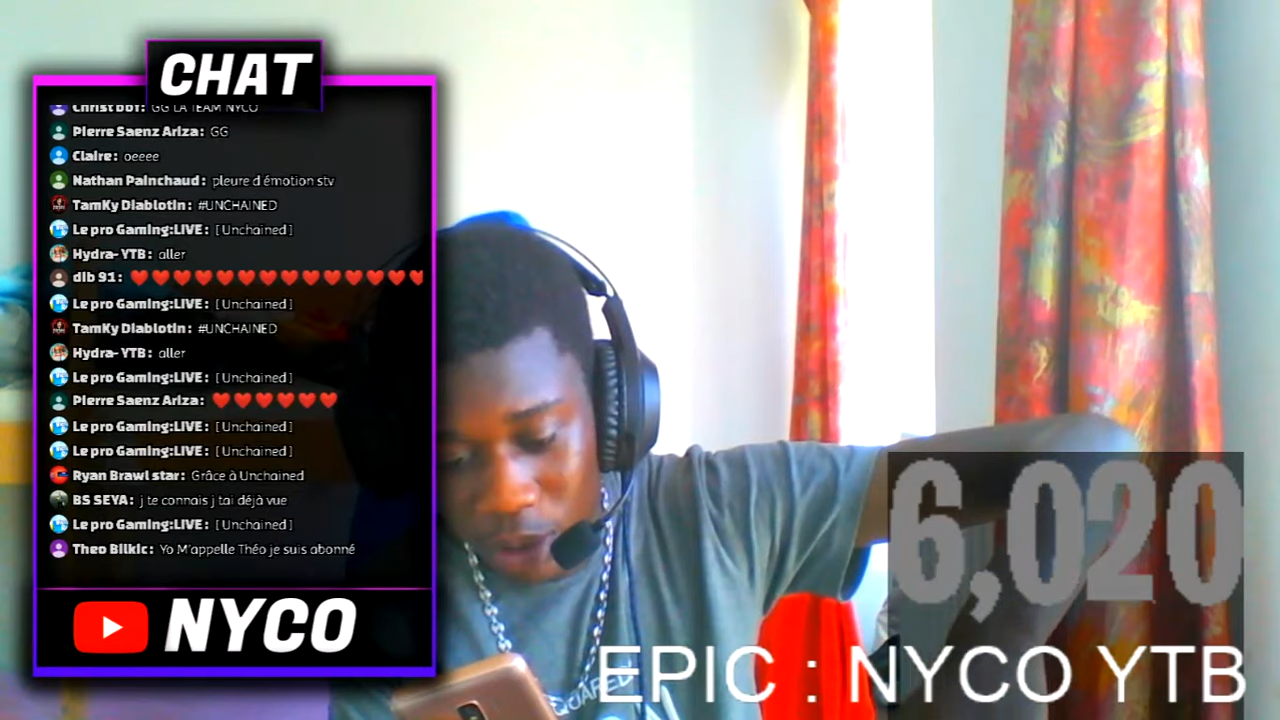 CHAT
Christ bbf: GG LA TEAM NYCO
Pierre Saenz Ariza: GG
Claire: oeeee
Nathan Painchaud: pleure d émotion stv
TamKy Diablotin: #UNCHAINED
Le pro Gaming:LIVE: [Unchained]
Hydra- YTB: aller
dib 91: ❤❤❤❤❤❤❤❤❤❤❤❤❤❤
Le pro Gaming:LIVE: [Unchained]
TamKy Diablotin: #UNCHAINED
Hydra- YTB: aller
Le pro Gaming:LIVE: [Unchained]
Pierre Saenz Ariza: ❤❤❤❤❤❤
Le pro Gaming:LIVE: [Unchained]
Le pro Gaming:LIVE: [Unchained]
Ryan Brawl star: Grâce à Unchained
BS SEYA: j te connais j tai déjà vue
Le pro Gaming:LIVE: [Unchained]
Theo Bilkic: Yo M'appelle Théo je suis abonné
NYCO
6,020
EPIC : NYCO YTB